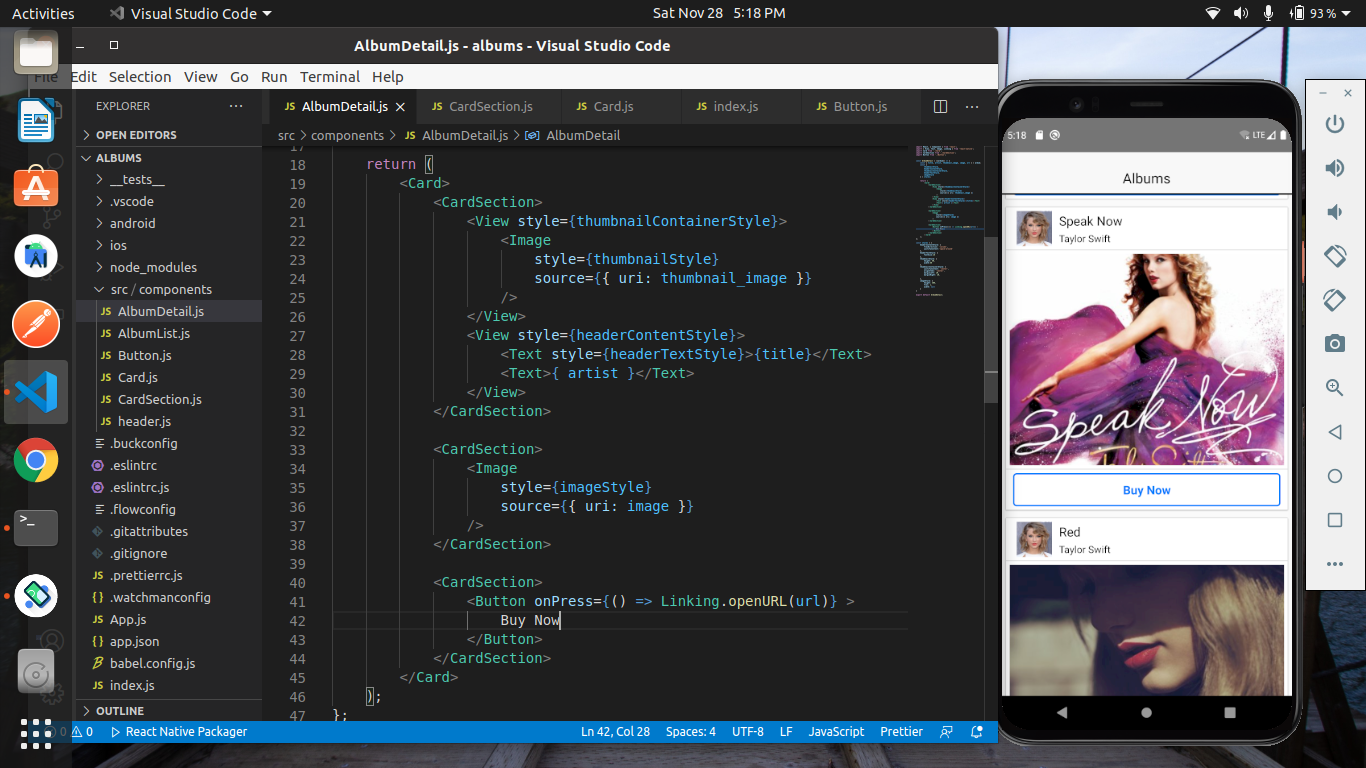 Activities
Visual Studio Code
Sat Nov 28 5:18 PM
93 %
AlbumDetail.js - albums - Visual Studio Code
File Edit Selection View Go Run Terminal Help
EXPLORER
OPEN EDITORS
ALBUMS
__tests__
.vscode
android
ios
node_modules
src / components
JS AlbumDetail.js
JS AlbumList.js
JS Button.js
JS Card.js
JS CardSection.js
JS header.js
.buckconfig
.eslintrc
.eslintrc.js
.flowconfig
.gitattributes
.gitignore
JS .prettierrc.js
{} .watchmanconfig
JS App.js
{} app.json
babel.config.js
JS index.js
OUTLINE
JS AlbumDetail.js
JS CardSection.js
JS Card.js
JS index.js
JS Button.js
src > components > JS AlbumDetail.js > AlbumDetail
17
18 return (
19 <Card>
20 <CardSection>
21 <View style={thumbnailContainerStyle}>
22 <Image
23 style={thumbnailStyle}
24 source={{ uri: thumbnail_image }}
25 />
26 </View>
27 <View style={headerContentStyle}>
28 <Text style={headerTextStyle}>{title}</Text>
29 <Text>{ artist }</Text>
30 </View>
31 </CardSection>
32
33 <CardSection>
34 <Image
35 style={imageStyle}
36 source={{ uri: image }}
37 />
38 </CardSection>
39
40 <CardSection>
41 <Button onPress={() => Linking.openURL(url)} >
42 Buy Now
43 </Button>
44 </CardSection>
45 </Card>
46 );
47 };
0 0 React Native Packager
Ln 42, Col 28 Spaces: 4 UTF-8 LF JavaScript Prettier
5:18
LTE
Albums
Speak Now
Taylor Swift
Speak Now
Buy Now
Red
Taylor Swift